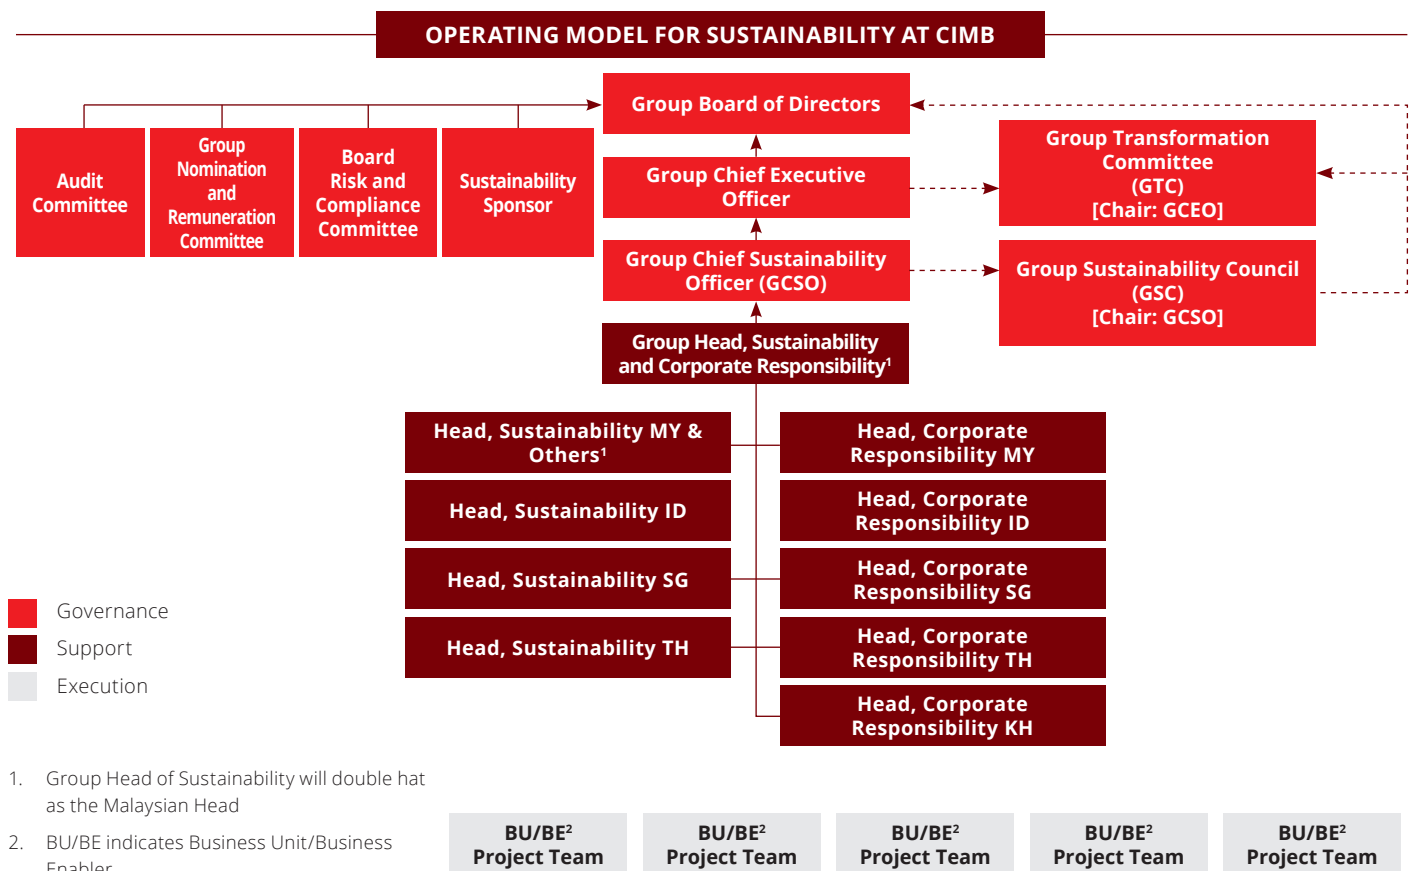 OPERATING MODEL FOR SUSTAINABILITY AT CIMB
Group Board of Directors
Audit
Committee
Group
Nomination
and
Remuneration
Committee
Board
Risk and
Compliance
Committee
Sustainability
Sponsor
Group Chief Executive
Officer
Group Transformation
Committee
(GTC)
[Chair: GCEO]
Group Chief Sustainability
Officer (GCSO)
Group Sustainability Council
(GSC)
[Chair: GCSO]
Group Head, Sustainability
and Corporate Responsibility¹
Head, Sustainability MY &
Others¹
Head, Corporate
Responsibility MY
Head, Sustainability ID
Head, Corporate
Responsibility ID
Head, Sustainability SG
Head, Corporate
Responsibility SG
Head, Sustainability TH
Head, Corporate
Responsibility TH
Head, Corporate
Responsibility KH
Governance
Support
Execution
1. Group Head of Sustainability will double hat
as the Malaysian Head
2. BU/BE indicates Business Unit/Business
Enabler
BU/BE²
Project Team
BU/BE²
Project Team
BU/BE²
Project Team
BU/BE²
Project Team
BU/BE²
Project Team